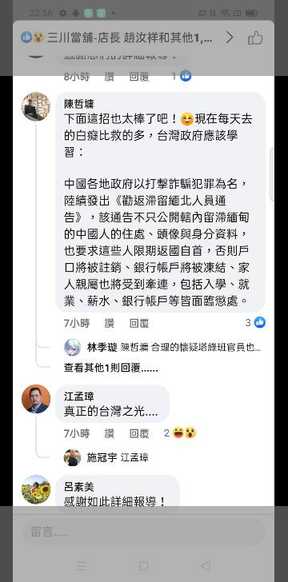 22:56
三川當舖-店長 趙汝祥和其他1,...
8小時 讚 回覆 1
陳哲墉
下面這招也太棒了吧！😄現在每天去
的白癡比救的多，台灣政府應該學
習：
中國各地政府以打擊詐騙犯罪為名，
陸續發出《勸返滯留緬北人員通
告》，該通告不只公開轄內留滯緬甸
的中國人的住處、頭像與身分資料，
也要求這些人限期返國自首，否則戶
口將被註銷、銀行帳戶將被凍結、家
人親屬也將受到牽連，包括入學、就
業、薪水、銀行帳戶等皆面臨懲處。
7小時 讚 回覆 3
林季璇 陳哲墉 合理的懷疑塔綠班官員也...
查看其他1則回覆......
江孟璋
真正的台灣之光....
7小時 讚 回覆 2
施冠宇 江孟璋
呂素美
感謝如此詳細報導！
留言......